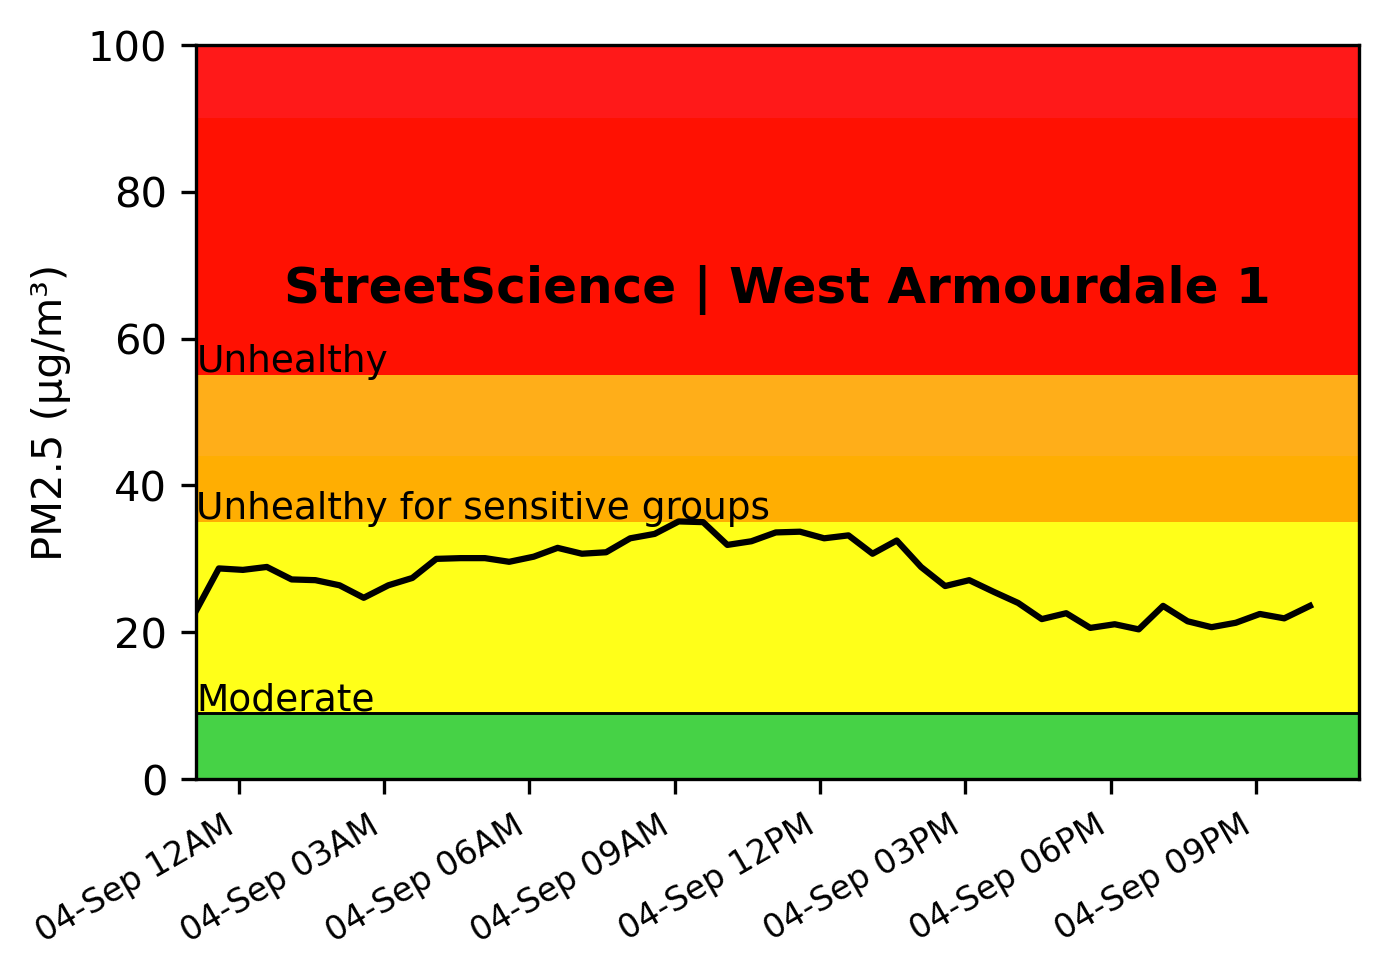 100
80
60
40
20
0
PM2.5 (µg/m³)
StreetScience | West Armourdale 1
Unhealthy
Unhealthy for sensitive groups
Moderate
04-Sep 12AM
04-Sep 03AM
04-Sep 06AM
04-Sep 09AM
04-Sep 12PM
04-Sep 03PM
04-Sep 06PM
04-Sep 09PM